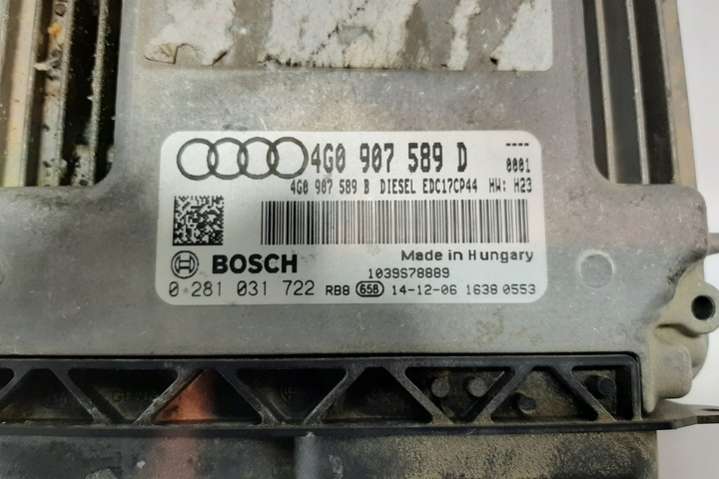 4G0 907 589 D ----
0001
4G0 907 589 B DIESEL EDC17CP44 HW: H23
BOSCH Made in Hungary
1039S78889
0 281 031 722 RB8 658 14-12-06 1638 0553